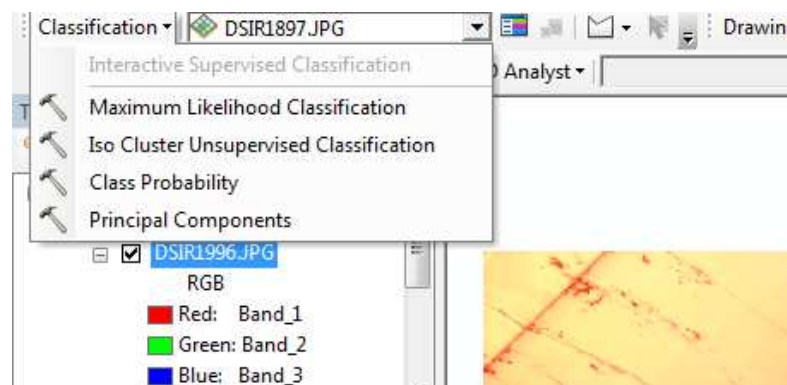 Classification DSIR1897.JPG Drawin
Interactive Supervised Classification
Analyst
Maximum Likelihood Classification
Iso Cluster Unsupervised Classification
Class Probability
Principal Components
DSIR1996.JPG
RGB
Red: Band_1
Green: Band_2
Blue: Band_3